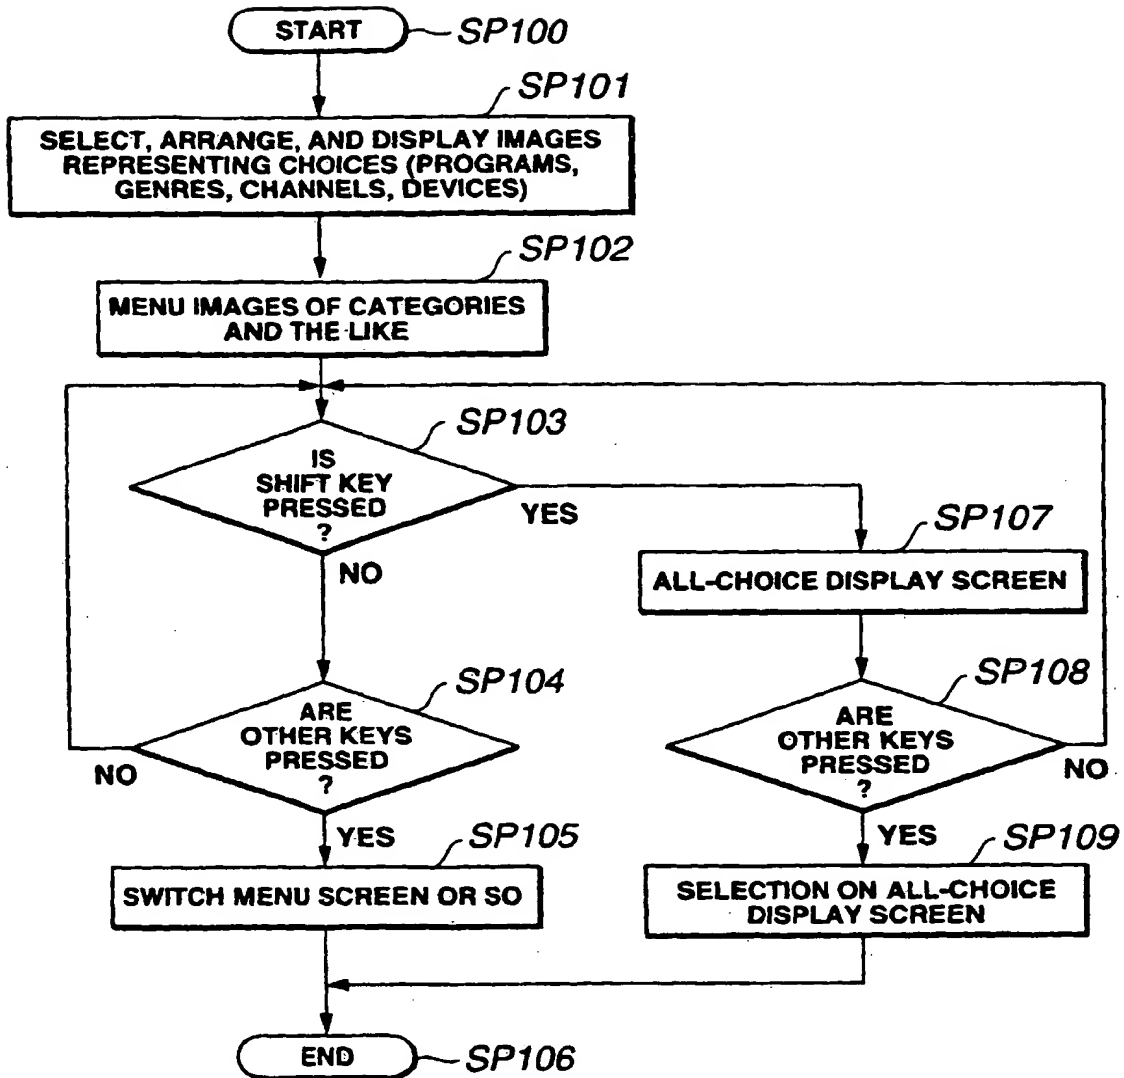 START
SP100
SP101
SELECT, ARRANGE, AND DISPLAY IMAGES
REPRESENTING CHOICES (PROGRAMS,
GENRES, CHANNELS, DEVICES)
SP102
MENU IMAGES OF CATEGORIES
AND THE LIKE
SP103
IS
SHIFT KEY
PRESSED
?
YES
NO
SP107
ALL-CHOICE DISPLAY SCREEN
SP104
ARE
OTHER KEYS
PRESSED
?
NO
YES
SP108
ARE
OTHER KEYS
PRESSED
?
NO
YES
SP105
SWITCH MENU SCREEN OR SO
SP109
SELECTION ON ALL-CHOICE
DISPLAY SCREEN
END
SP106